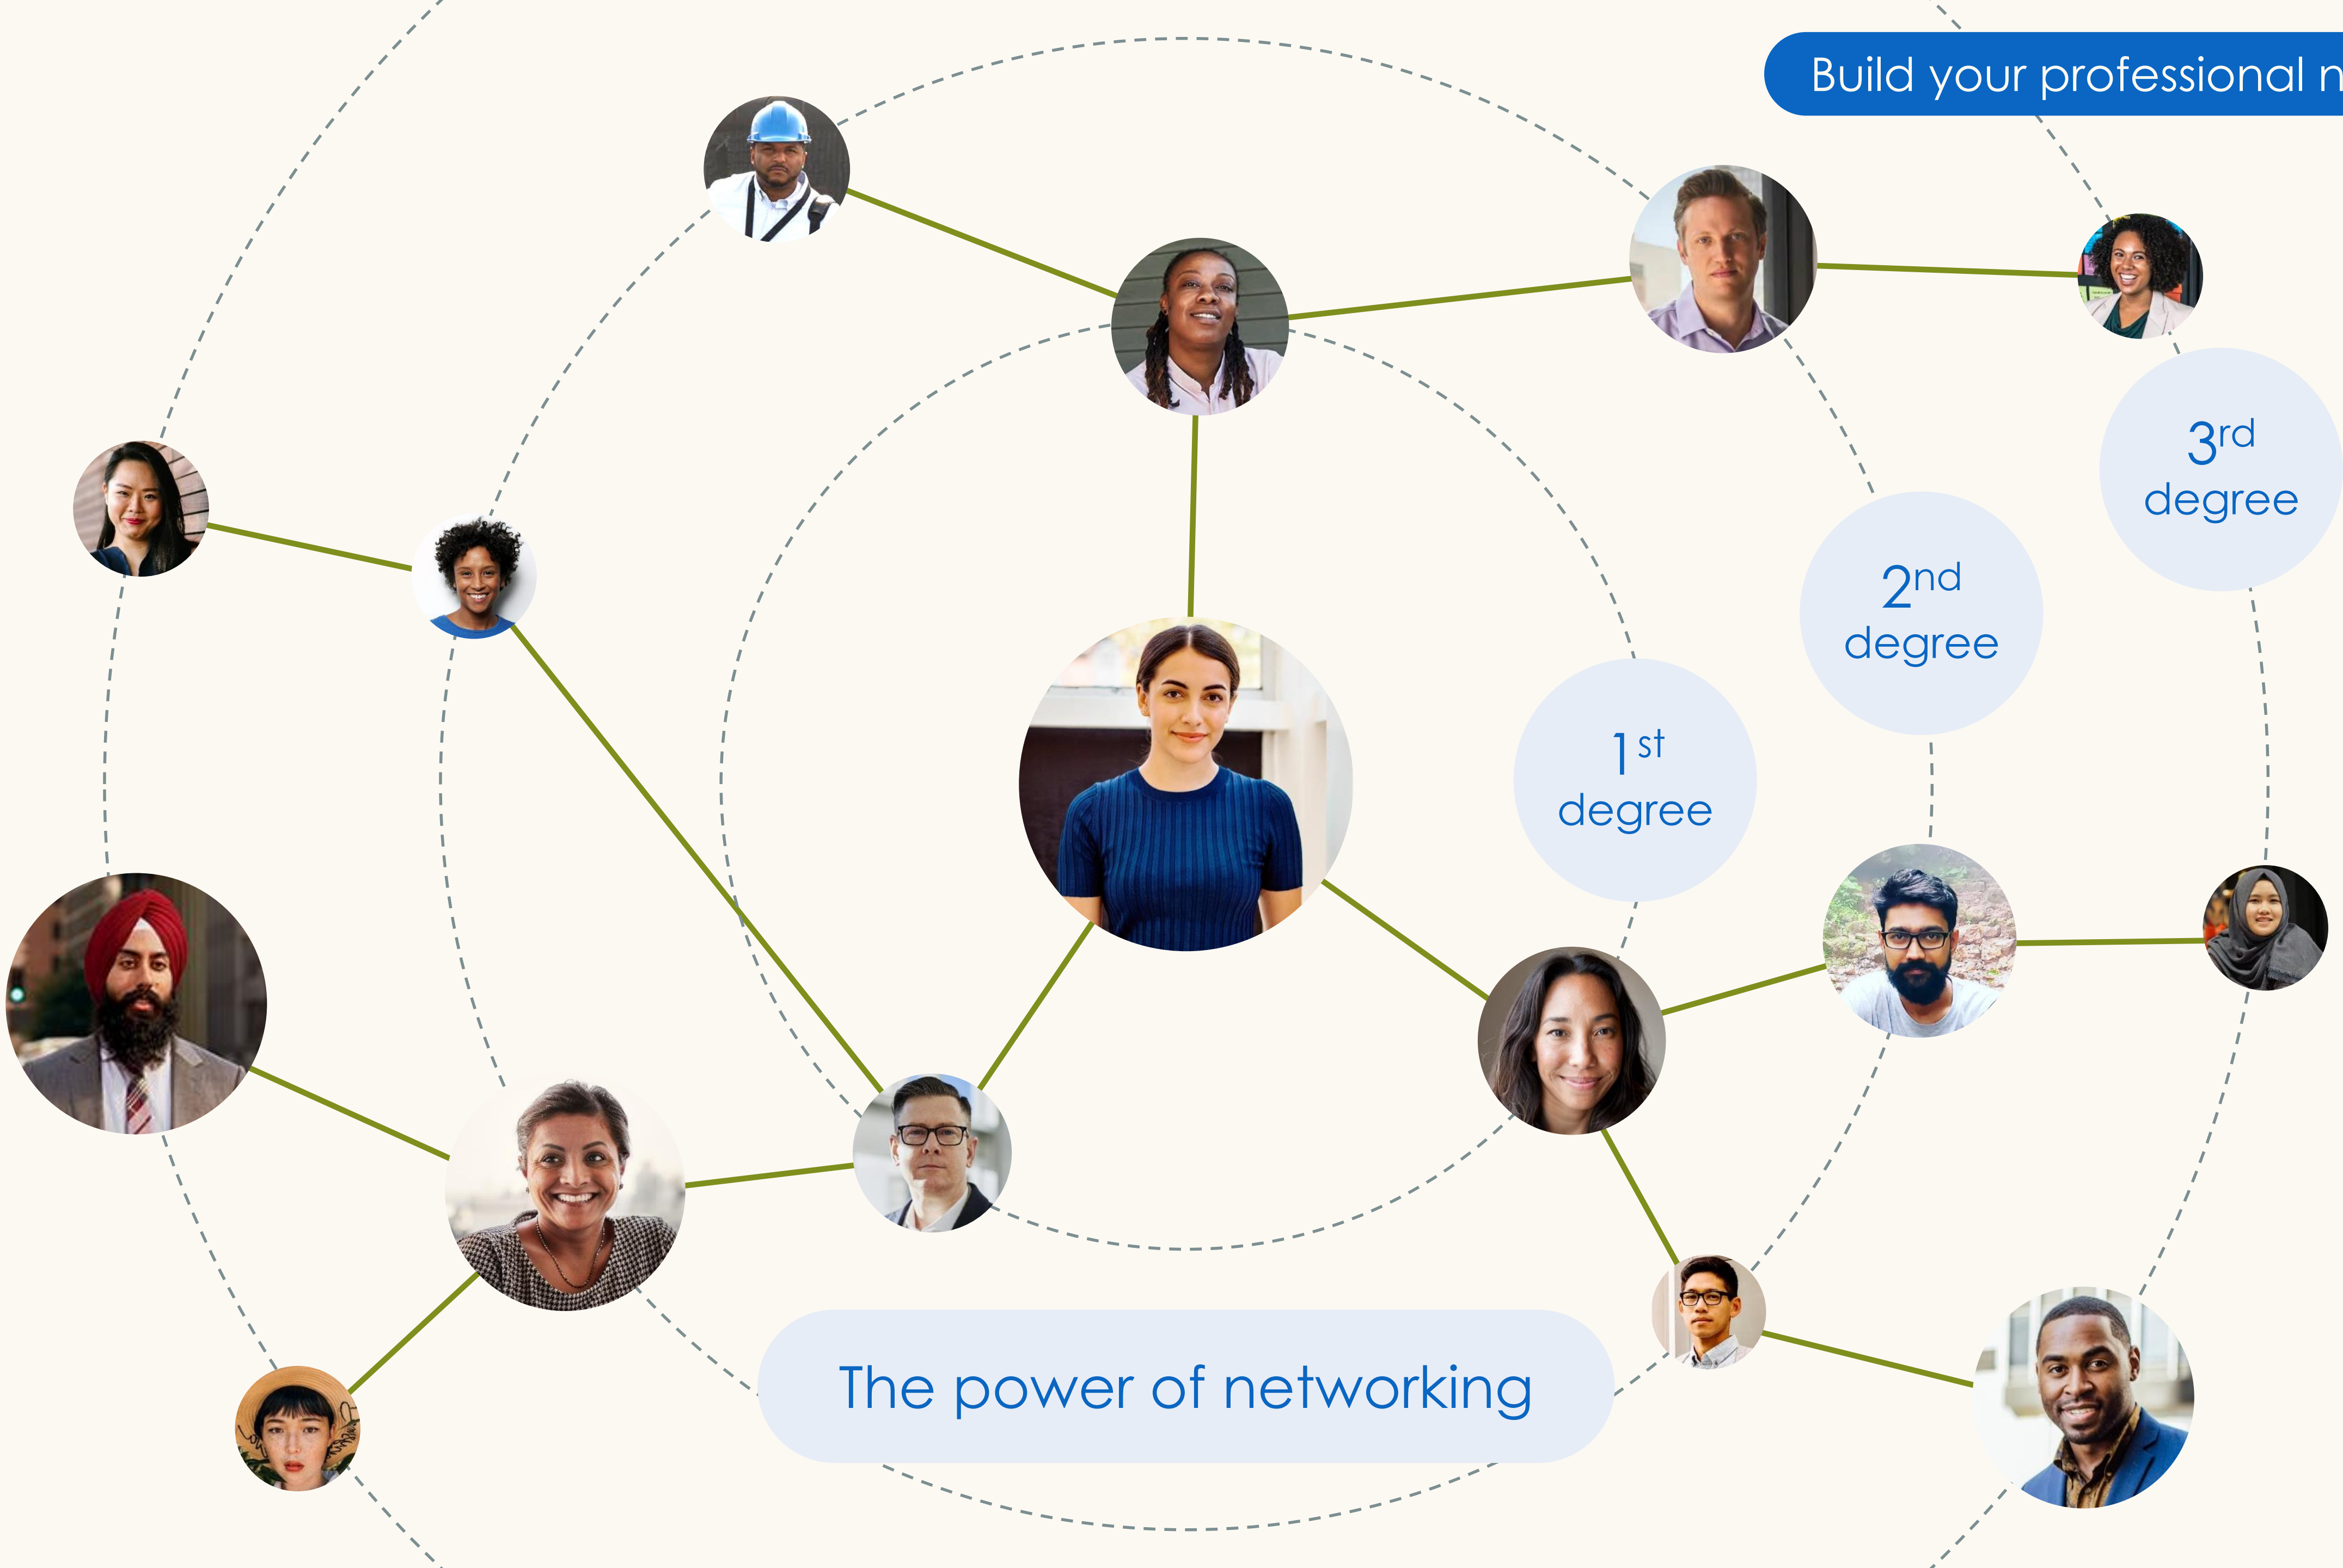 Build your professional
3rd
degree
2nd
degree
1st
degree
The power of networking